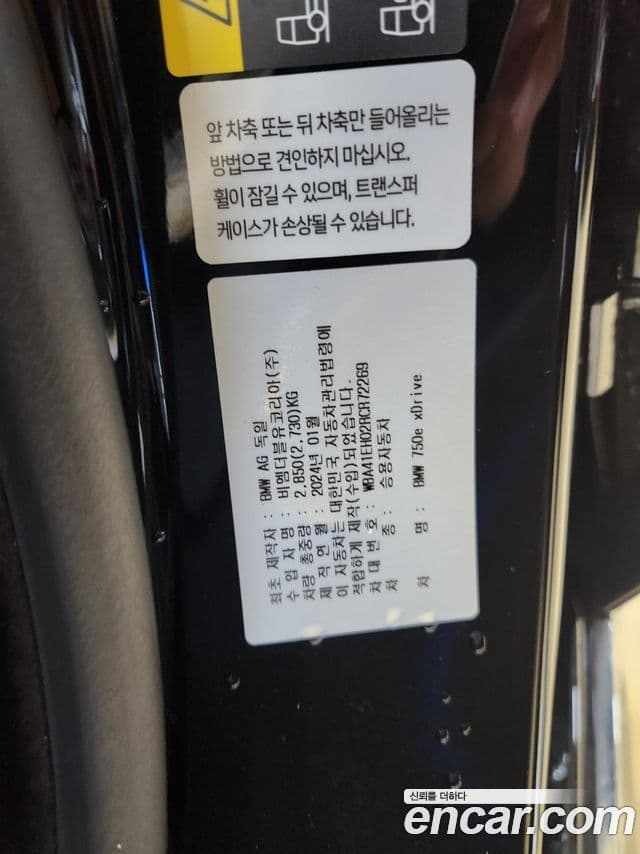 앞 차축 또는 뒤 차축만 들어올리는
방법으로 견인하지 마십시오.
휠이 잠길 수 있으며, 트랜스퍼
케이스가 손상될 수 있습니다.
최초 제작자 : BMW AG 독일
수입자명 : 비엠더블유코리아(주)
차량 총중량 : 2,850(2,730)KG
제작연월 : 2024년 01월
이 자동차는 대한민국 자동차관리법령에
적합하게 제작(수입)되었습니다.
차대번호 : WBA41EH02RCR72269
차 종 : 승용자동차
차 명 : BMW 750e xDrive
신뢰를 더하다
encar.com